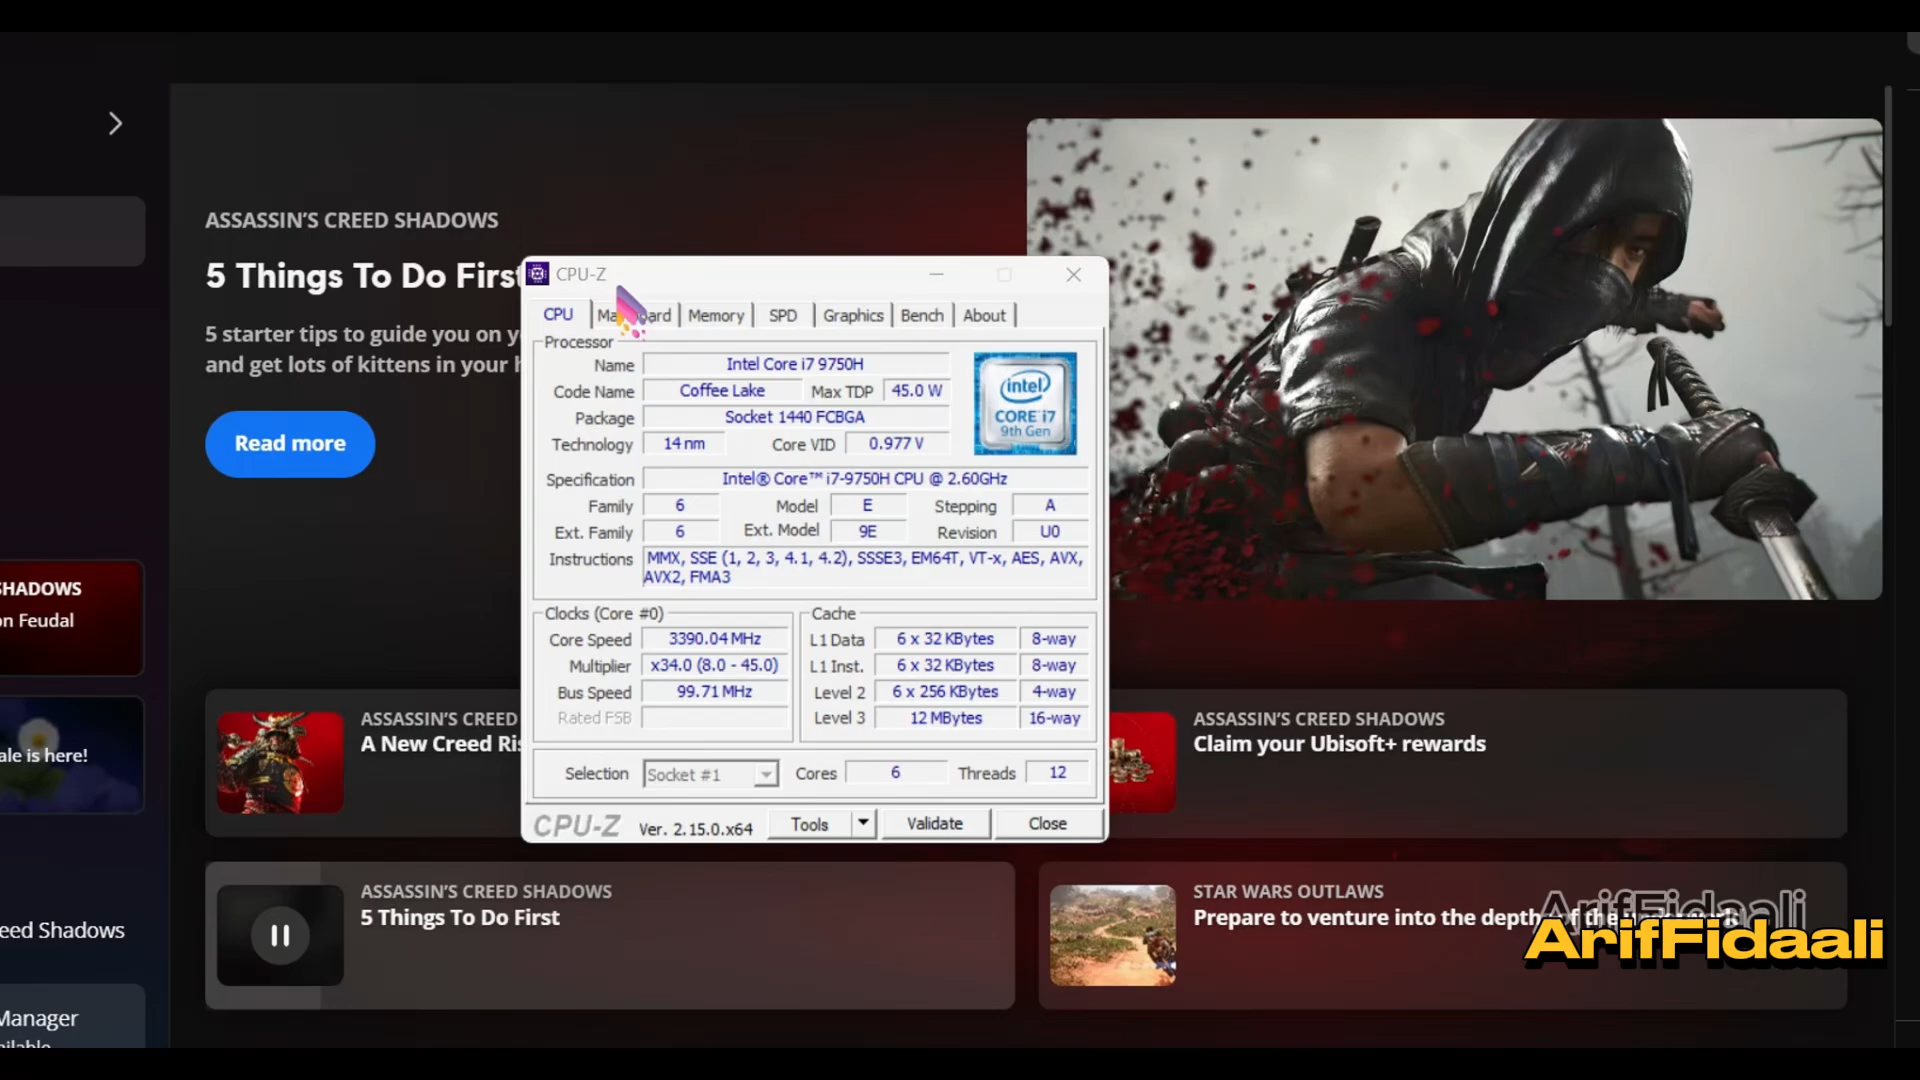 ASSASSIN'S CREED SHADOWS
5 Things To Do Firs
5 starter tips to guide you on y
and get lots of kittens in your h
Read more
SHADOWS
on Feudal
ale is here!
eed Shadows
Manager
CPU-Z
CPU Ma board Memory SPD Graphics Bench About
Processor
Name Intel Core i7 9750H
Code Name Coffee Lake Max TDP 45.0 W
Package Socket 1440 FCBGA
Technology 14 nm Core VID 0.977 V
intel
CORE i7
9th Gen
Specification Intel® Core™ i7-9750H CPU @ 2.60GHz
Family 6 Model E Stepping A
Ext. Family 6 Ext. Model 9E Revision U0
Instructions MMX, SSE (1, 2, 3, 4.1, 4.2), SSSE3, EM64T, VT-x, AES, AVX,
AVX2, FMA3
Clocks (Core #0)
Core Speed 3390.04 MHz
Multiplier x34.0 (8.0 - 45.0)
Bus Speed 99.71 MHz
Rated FSB
Cache
L1 Data 6 x 32 KBytes 8-way
L1 Inst. 6 x 32 KBytes 8-way
Level 2 6 x 256 KBytes 4-way
Level 3 12 MBytes 16-way
Selection Socket #1 Cores 6 Threads 12
CPU-Z Ver. 2.15.0.x64 Tools Validate Close
ASSASSIN'S CREED
A New Creed Ris
ASSASSIN'S CREED SHADOWS
Claim your Ubisoft+ rewards
ASSASSIN'S CREED SHADOWS
5 Things To Do First
STAR WARS OUTLAWS
Prepare to venture into the depth of the
ArifFidaali
ArifFidaali